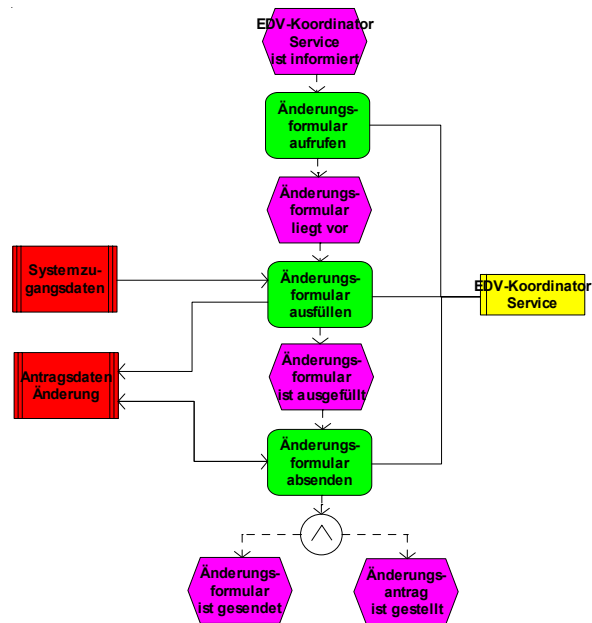 EDV-Koordinator
Service
ist informiert
Änderungs-
formular
aufrufen
Änderungs-
formular
liegt vor
Systemzu-
gangsdaten
Änderungs-
formular
ausfüllen
EDV-Koordinator
Service
Antragsdaten
Änderung
Änderungs-
formular
ist ausgefüllt
Änderungs-
formular
absenden
Änderungs-
formular
ist gesendet
Änderungs-
antrag
ist gestellt